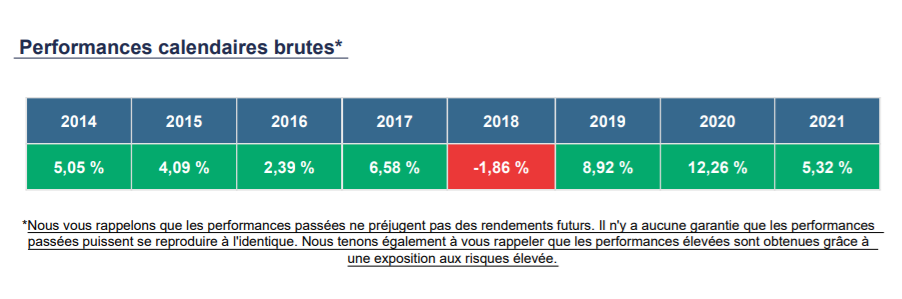 Performances calendaires brutes*
2014 2015 2016 2017 2018 2019 2020 2021
5,05 % 4,09 % 2,39 % 6,58 % -1,86 % 8,92 % 12,26 % 5,32 %
*Nous vous rappelons que les performances passées ne préjugent pas des rendements futurs. Il n'y a aucune garantie que les performances
passées puissent se reproduire à l'identique. Nous tenons également à vous rappeler que les performances élevées sont obtenues grâce à
une exposition aux risques élevée.